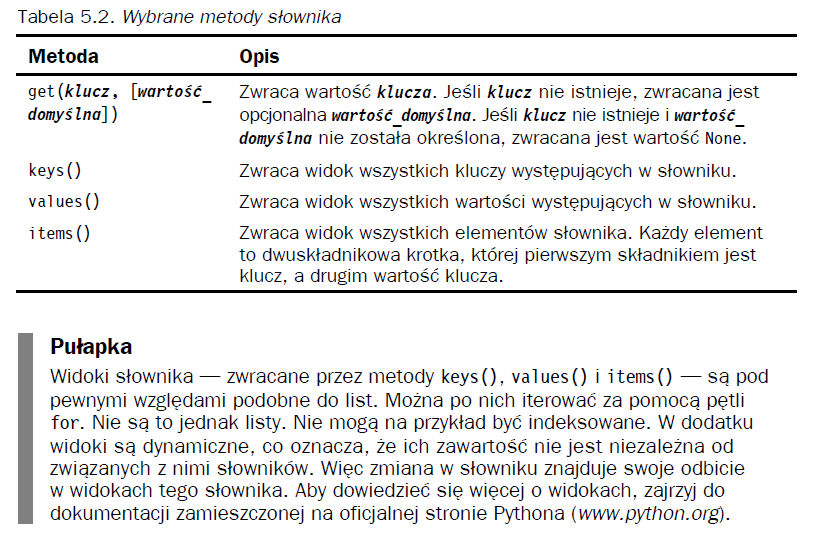 Tabela 5.2. Wybrane metody słownika
Metoda Opis
get(klucz, [wartość_ Zwraca wartość klucza. Jeśli klucz nie istnieje, zwracana jest
domyślna]) opcjonalna wartość_domyślna. Jeśli klucz nie istnieje i wartość_
domyślna nie została określona, zwracana jest wartość None.
keys() Zwraca widok wszystkich kluczy występujących w słowniku.
values() Zwraca widok wszystkich wartości występujących w słowniku.
items() Zwraca widok wszystkich elementów słownika. Każdy element
to dwuskładnikowa krotka, której pierwszym składnikiem jest
klucz, a drugim wartość klucza.
Pułapka
Widoki słownika — zwracane przez metody keys(), values() i items() — są pod
pewnymi względami podobne do list. Można po nich iterować za pomocą pętli
for. Nie są to jednak listy. Nie mogą na przykład być indeksowane. W dodatku
widoki są dynamiczne, co oznacza, że ich zawartość nie jest niezależna od
związanych z nimi słowników. Więc zmiana w słowniku znajduje swoje odbicie
w widokach tego słownika. Aby dowiedzieć się więcej o widokach, zajrzyj do
dokumentacji zamieszczonej na oficjalnej stronie Pythona (www.python.org).